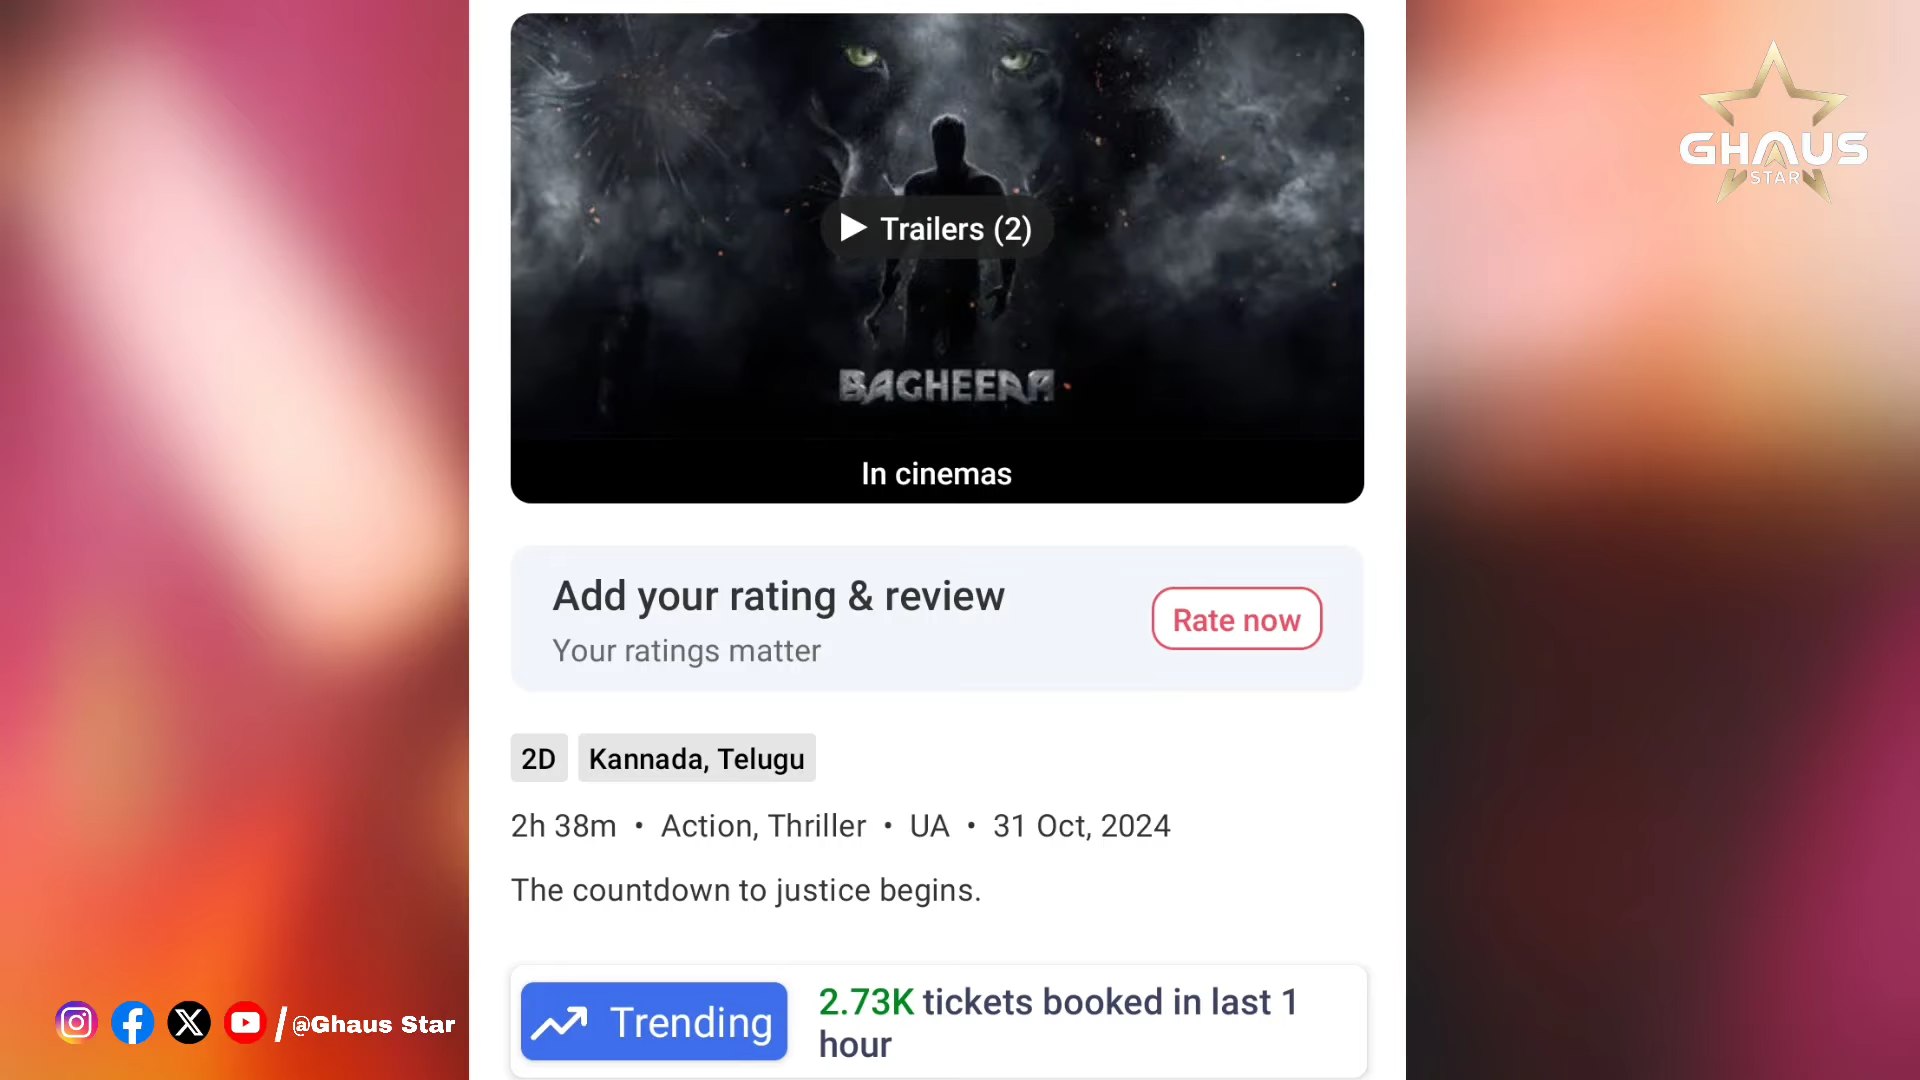 GHAUS
STAR
Trailers (2)
BAGHEERA
In cinemas
Add your rating & review
Your ratings matter
Rate now
2D
Kannada, Telugu
2h 38m • Action, Thriller • UA • 31 Oct, 2024
The countdown to justice begins.
Trending
2.73K tickets booked in last 1
hour
/@Ghaus Star